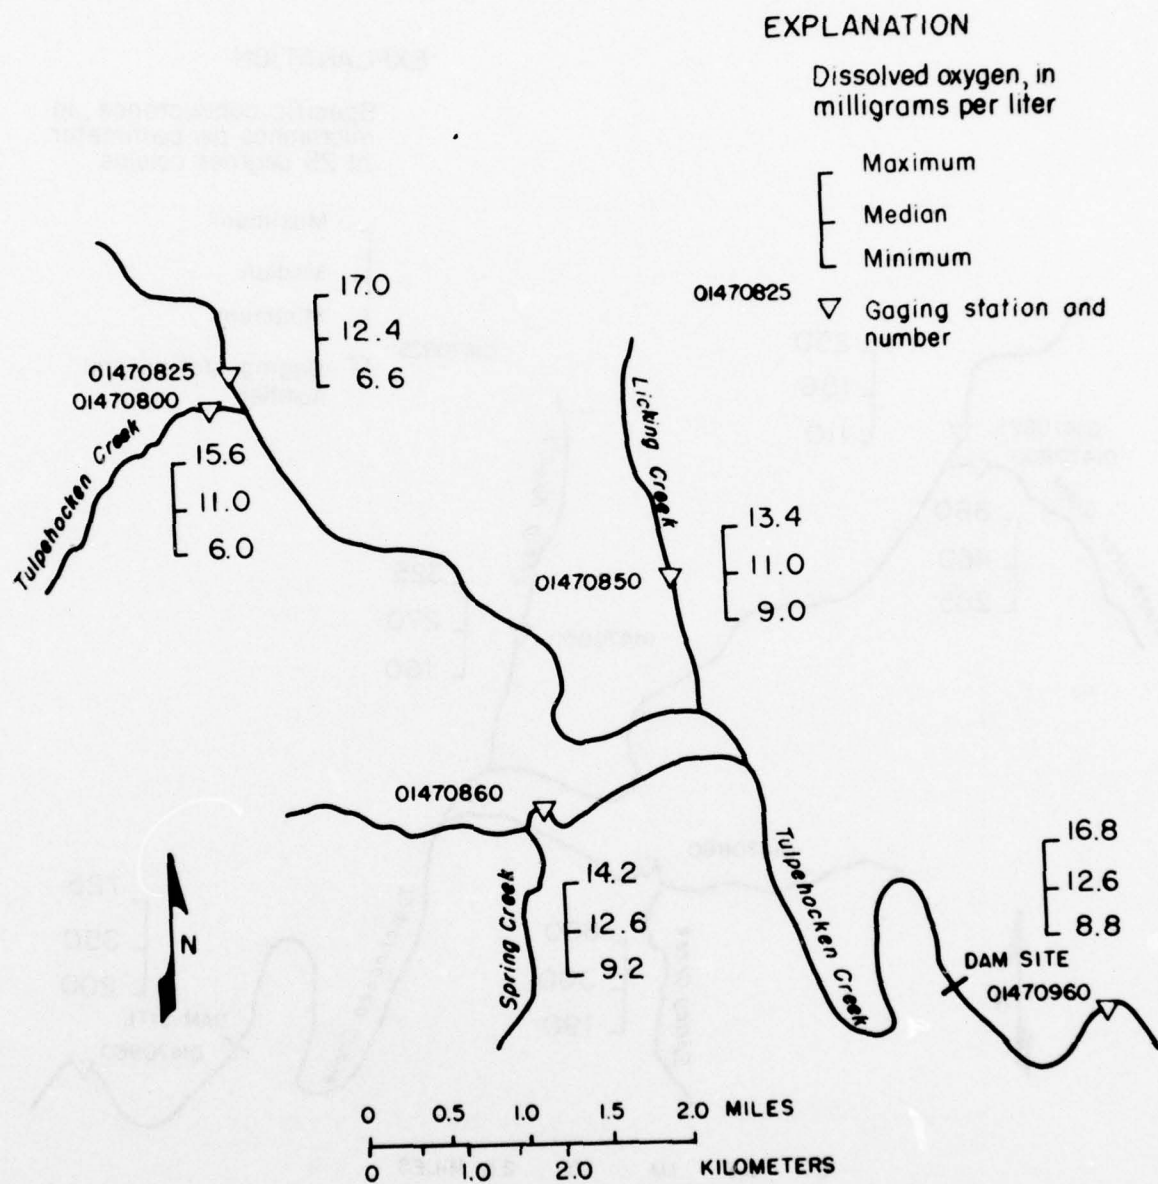 EXPLANATION
Dissolved oxygen, in
milligrams per liter
Maximum
Median
Minimum
01470825
Gaging station and
number
17.0
12.4
6.6
01470825
01470800
Tulpehocken Creek
15.6
11.0
6.0
Licking Creek
13.4
01470850
11.0
9.0
01470860
Spring Creek
14.2
12.6
9.2
Tulpehocken Creek
16.8
12.6
8.8
DAM SITE
01470960
N
0 0.5 1.0 1.5 2.0 MILES
0 1.0 2.0 KILOMETERS